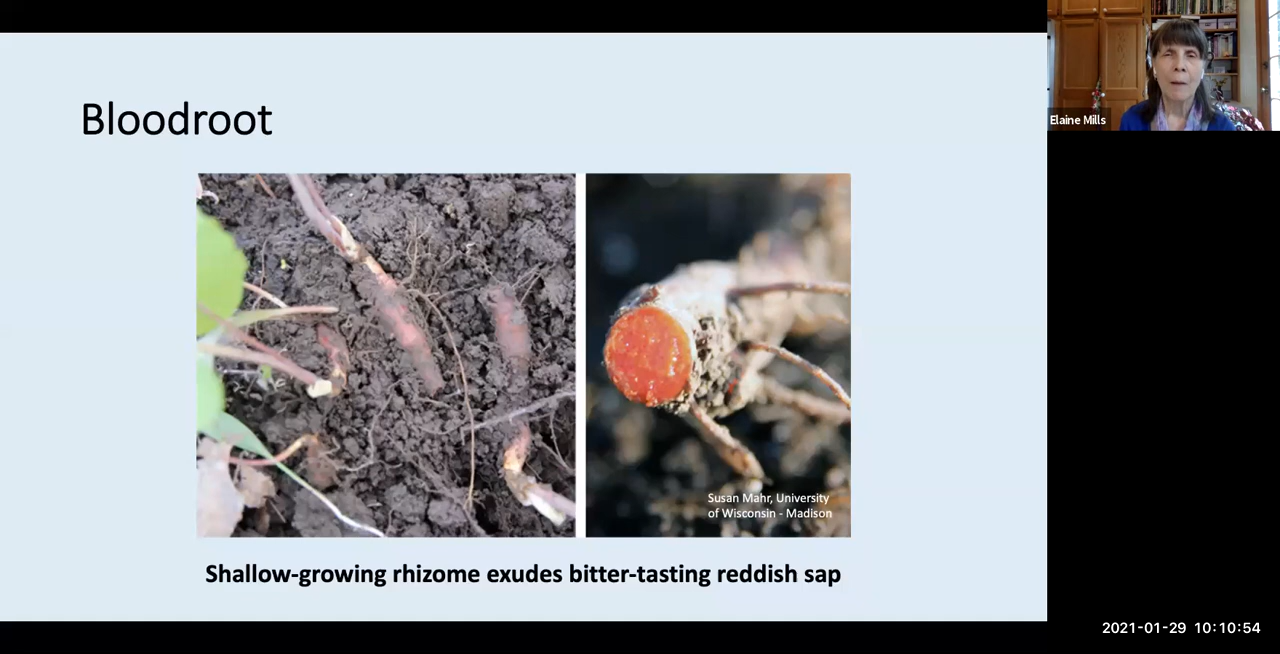 Bloodroot
Elaine Mills
Susan Mahr, University
of Wisconsin - Madison
Shallow-growing rhizome exudes bitter-tasting reddish sap
2021-01-29 10:10:54